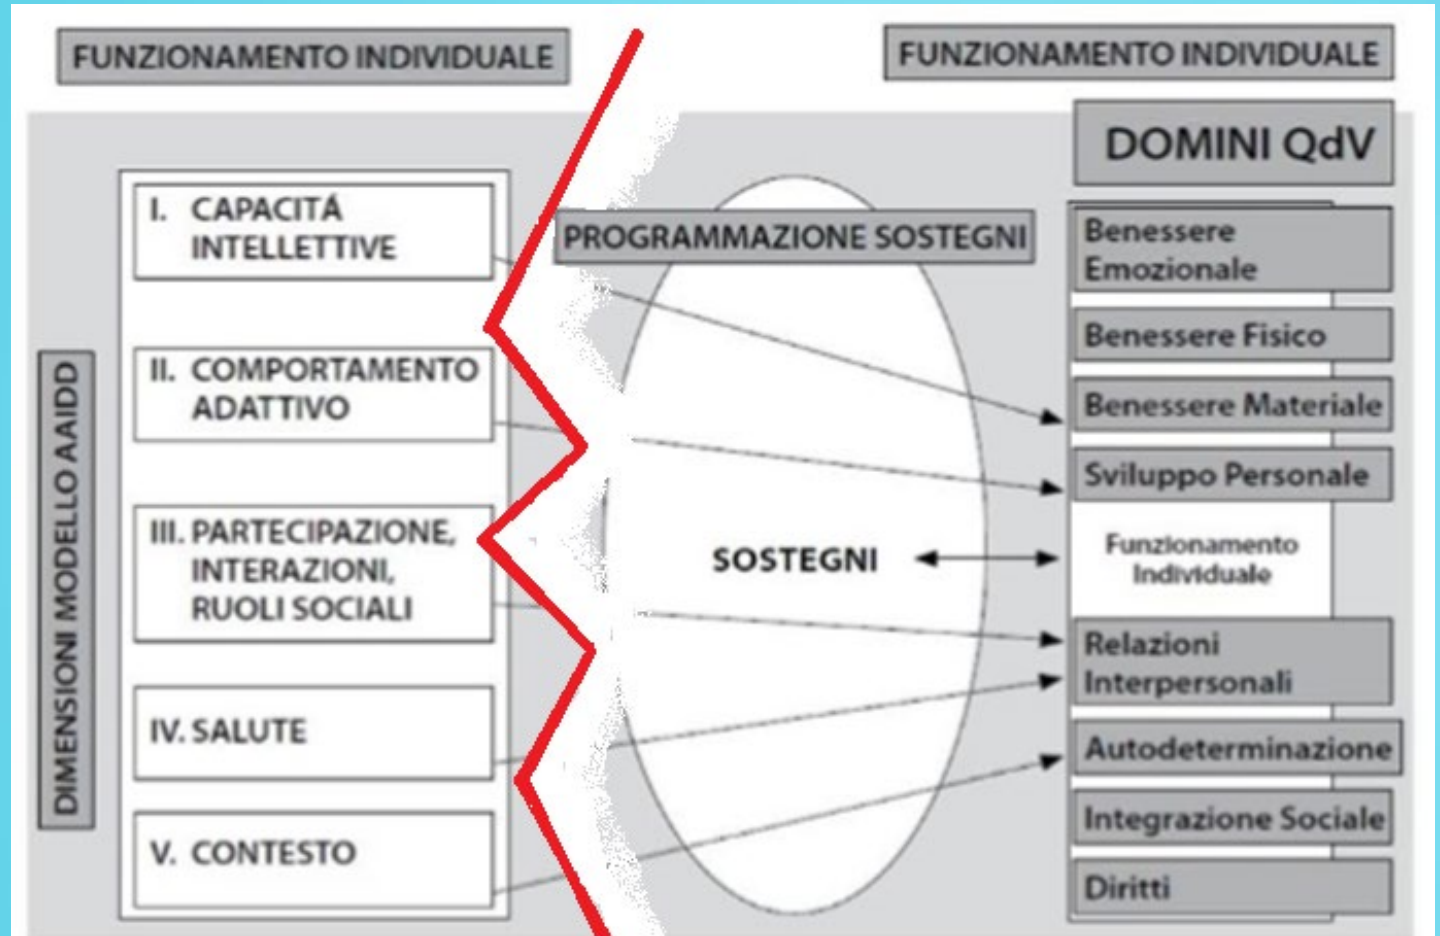 FUNZIONAMENTO INDIVIDUALE
FUNZIONAMENTO INDIVIDUALE
DOMINI QdV
DIMENSIONI MODELLO AAIDD
I. CAPACITÁ
INTELLETTIVE
II. COMPORTAMENTO
ADATTIVO
III. PARTECIPAZIONE,
INTERAZIONI,
RUOLI SOCIALI
IV. SALUTE
V. CONTESTO
PROGRAMMAZIONE SOSTEGNI
SOSTEGNI
Benessere
Emozionale
Benessere Fisico
Benessere Materiale
Sviluppo Personale
Funzionamento
Individuale
Relazioni
Interpersonali
Autodeterminazione
Integrazione Sociale
Diritti